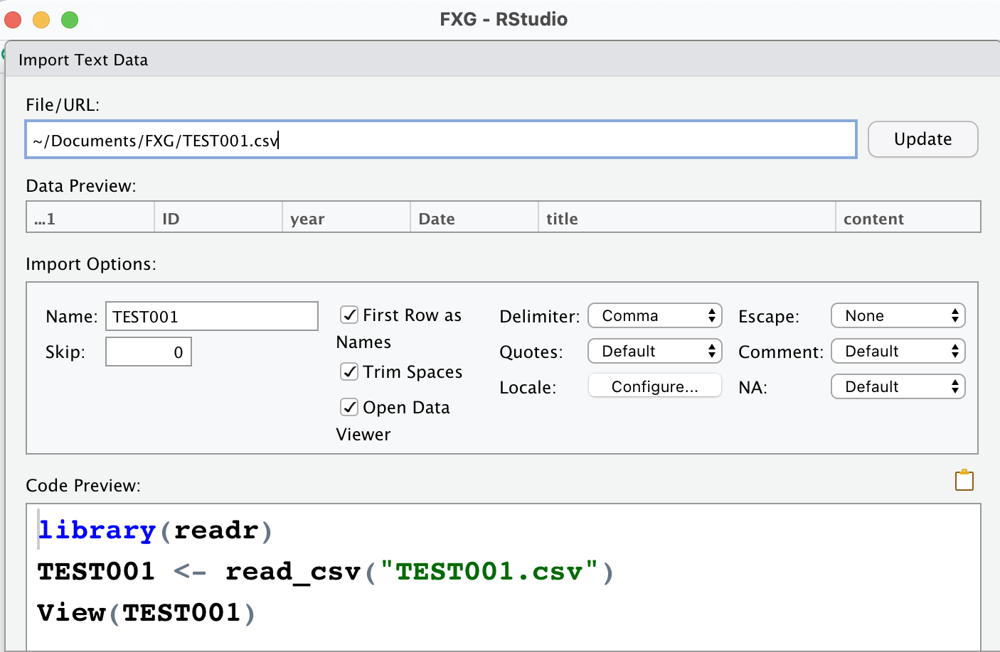 FXG - RStudio
Import Text Data
File/URL:
~/Documents/FXG/TEST001.csv
Update
Data Preview:
...1 ID year Date title content
Import Options:
Name: TEST001
Skip: 0
First Row as Names
Trim Spaces
Open Data Viewer
Delimiter: Comma
Quotes: Default
Locale: Configure...
Escape: None
Comment: Default
NA: Default
Code Preview:
library(readr)
TEST001 <- read_csv("TEST001.csv")
View(TEST001)